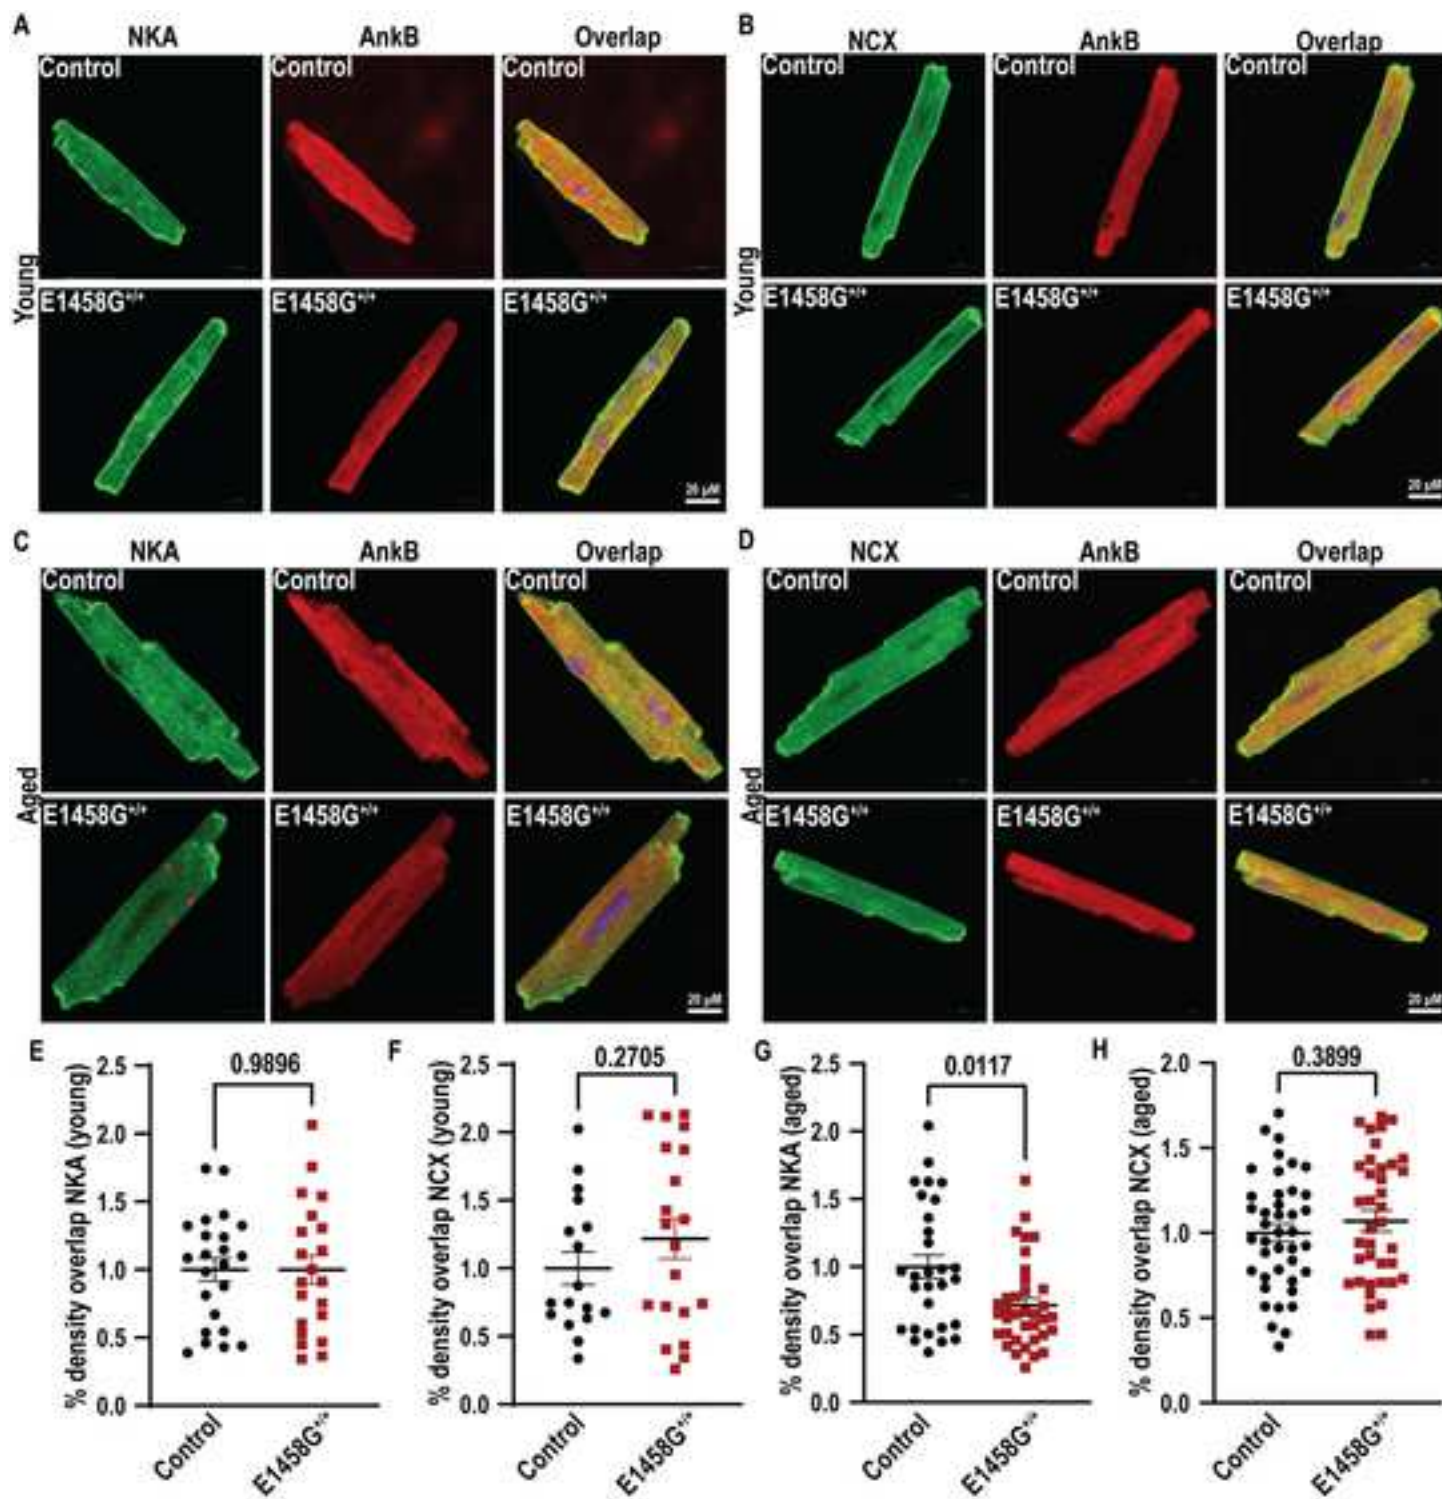 A
NKA AnkB Overlap
Control Control Control
Young
E1458G+/+ E1458G+/+ E1458G+/+
20 µM
B
NCX AnkB Overlap
Control Control Control
Young
E1458G+/+ E1458G+/+ E1458G+/+
20 µM
C
NKA AnkB Overlap
Control Control Control
Aged
E1458G+/+ E1458G+/+ E1458G+/+
20 µM
D
NCX AnkB Overlap
Control Control Control
Aged
E1458G+/+ E1458G+/+ E1458G+/+
20 µM
E
% density overlap NKA (young)
2.5
2.0
1.5
1.0
0.5
0.0
0.9896
Control E1458G+/+
F
% density overlap NCX (young)
2.5
2.0
1.5
1.0
0.5
0.0
0.2705
Control E1458G+/+
G
% density overlap NKA (aged)
2.5
2.0
1.5
1.0
0.5
0.0
0.0117
Control E1458G+/+
H
% density overlap NCX (aged)
2.0
1.5
1.0
0.5
0.0
0.3899
Control E1458G+/+